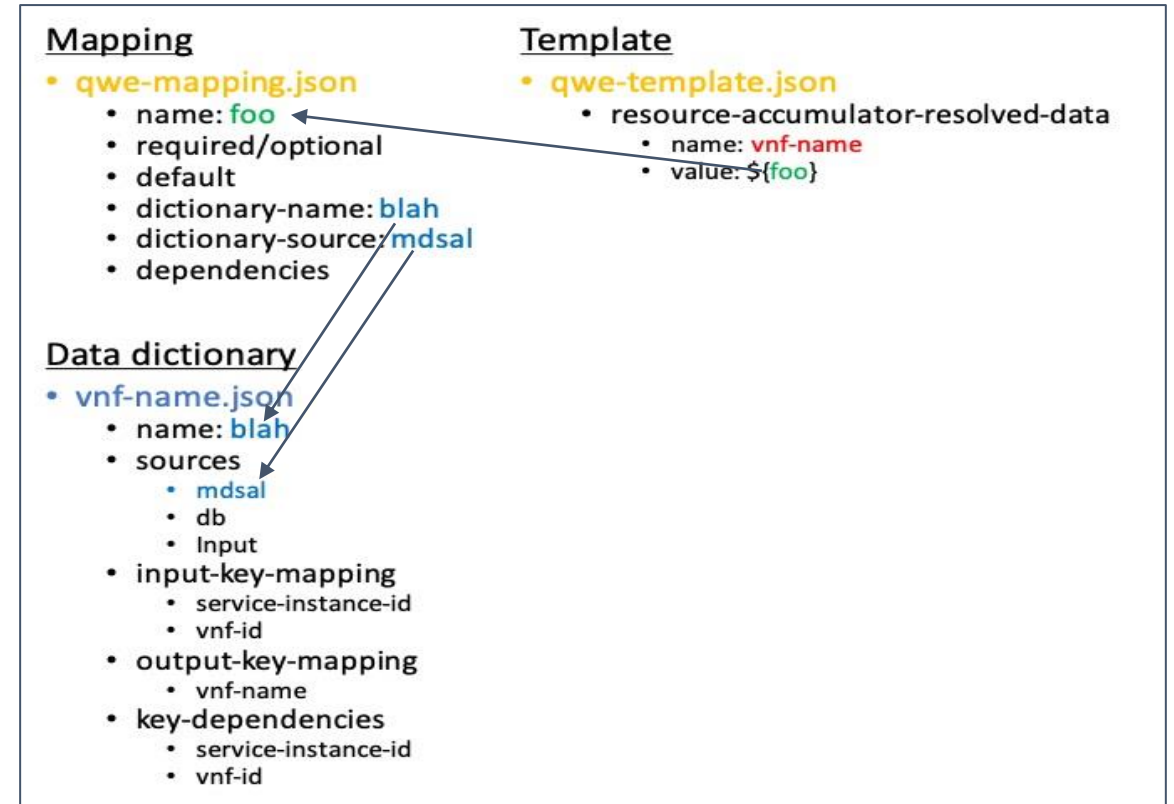 Mapping
• qwe-mapping.json
• name: foo
• required/optional
• default
• dictionary-name: blah
• dictionary-source: mdsal
• dependencies
Template
• qwe-template.json
• resource-accumulator-resolved-data
• name: vnf-name
• value: ${foo}
Data dictionary
• vnf-name.json
• name: blah
• sources
• mdsal
• db
• Input
• input-key-mapping
• service-instance-id
• vnf-id
• output-key-mapping
• vnf-name
• key-dependencies
• service-instance-id
• vnf-id